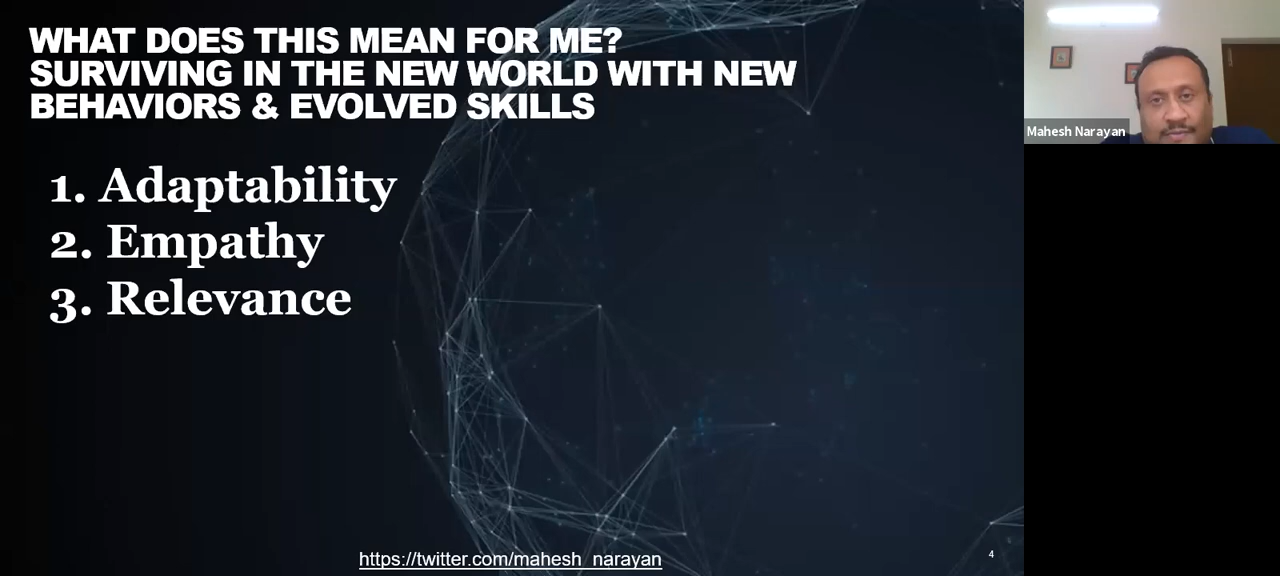 WHAT DOES THIS MEAN FOR ME?
SURVIVING IN THE NEW WORLD WITH NEW
BEHAVIORS & EVOLVED SKILLS
1. Adaptability
2. Empathy
3. Relevance
Mahesh Narayan
https://twitter.com/mahesh_narayan
4